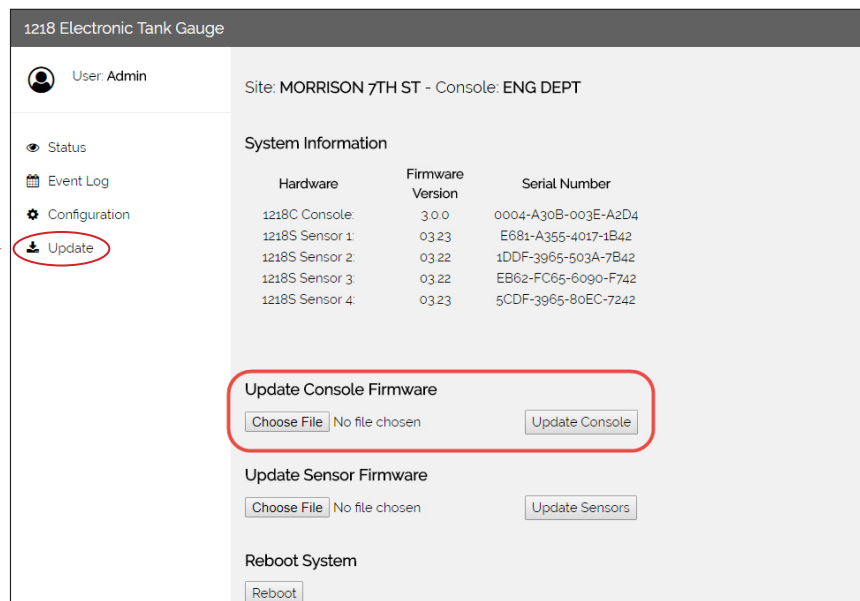 1218 Electronic Tank Gauge
User: Admin
Status
Event Log
Configuration
Update
Site: MORRISON 7TH ST - Console: ENG DEPT
System Information
Hardware Firmware Version Serial Number
1218C Console: 3.0.0 0004-A30B-003E-A2D4
1218S Sensor 1: 03.23 E681-A355-4017-1B42
1218S Sensor 2: 03.22 1DDF-3965-503A-7B42
1218S Sensor 3: 03.22 EB62-FC65-6090-F742
1218S Sensor 4: 03.23 5CDF-3965-80EC-7242
Update Console Firmware
Choose File No file chosen Update Console
Update Sensor Firmware
Choose File No file chosen Update Sensors
Reboot System
Reboot